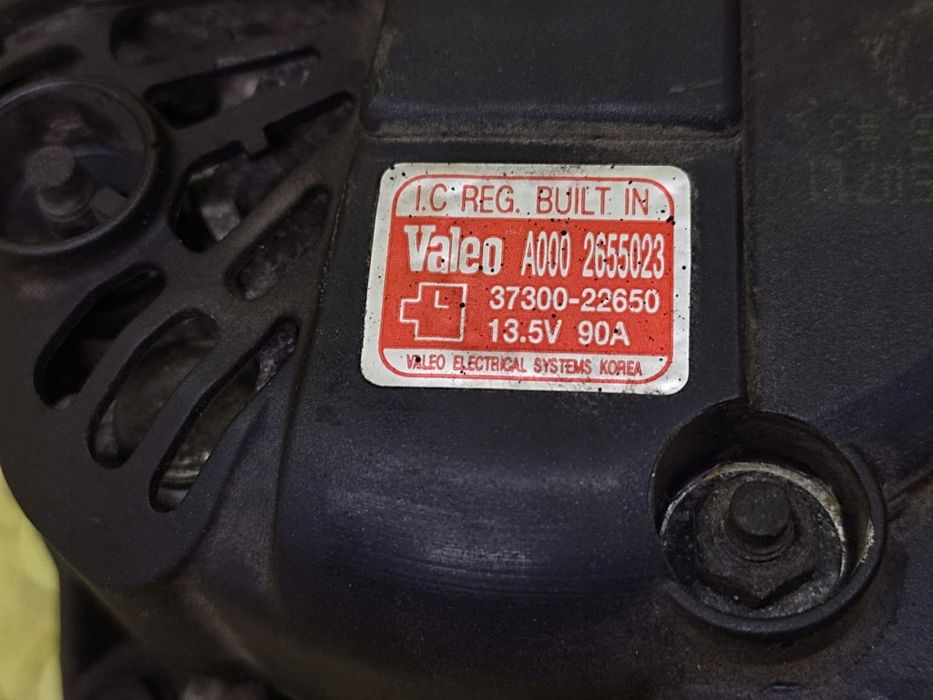 I.C REG. BUILT IN
Valeo A000 2655023
L 37300-22650
13.5V 90A
VALEO ELECTRICAL SYSTEMS KOREA